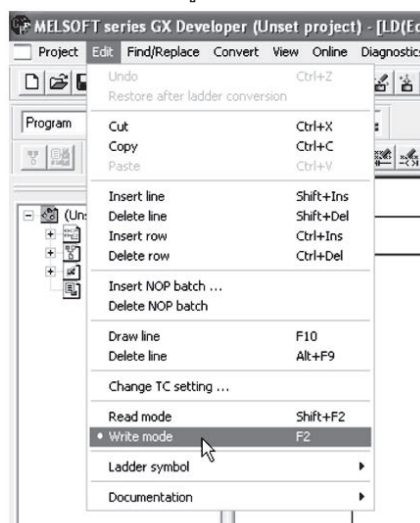 MELSOFT series GX Developer (Unset project) - [LD(Ed
Project Edit Find/Replace Convert View Online Diagnostics
Undo Ctrl+Z
Restore after ladder conversion
Program
Cut Ctrl+X
Copy Ctrl+C
Paste Ctrl+V
Insert line Shift+Ins
(Uns Delete line Shift+Del
Insert row Ctrl+Ins
Delete row Ctrl+Del
Insert NOP batch ...
Delete NOP batch
Draw line F10
Delete line Alt+F9
Change TC setting ...
Read mode Shift+F2
• Write mode F2
Ladder symbol
Documentation